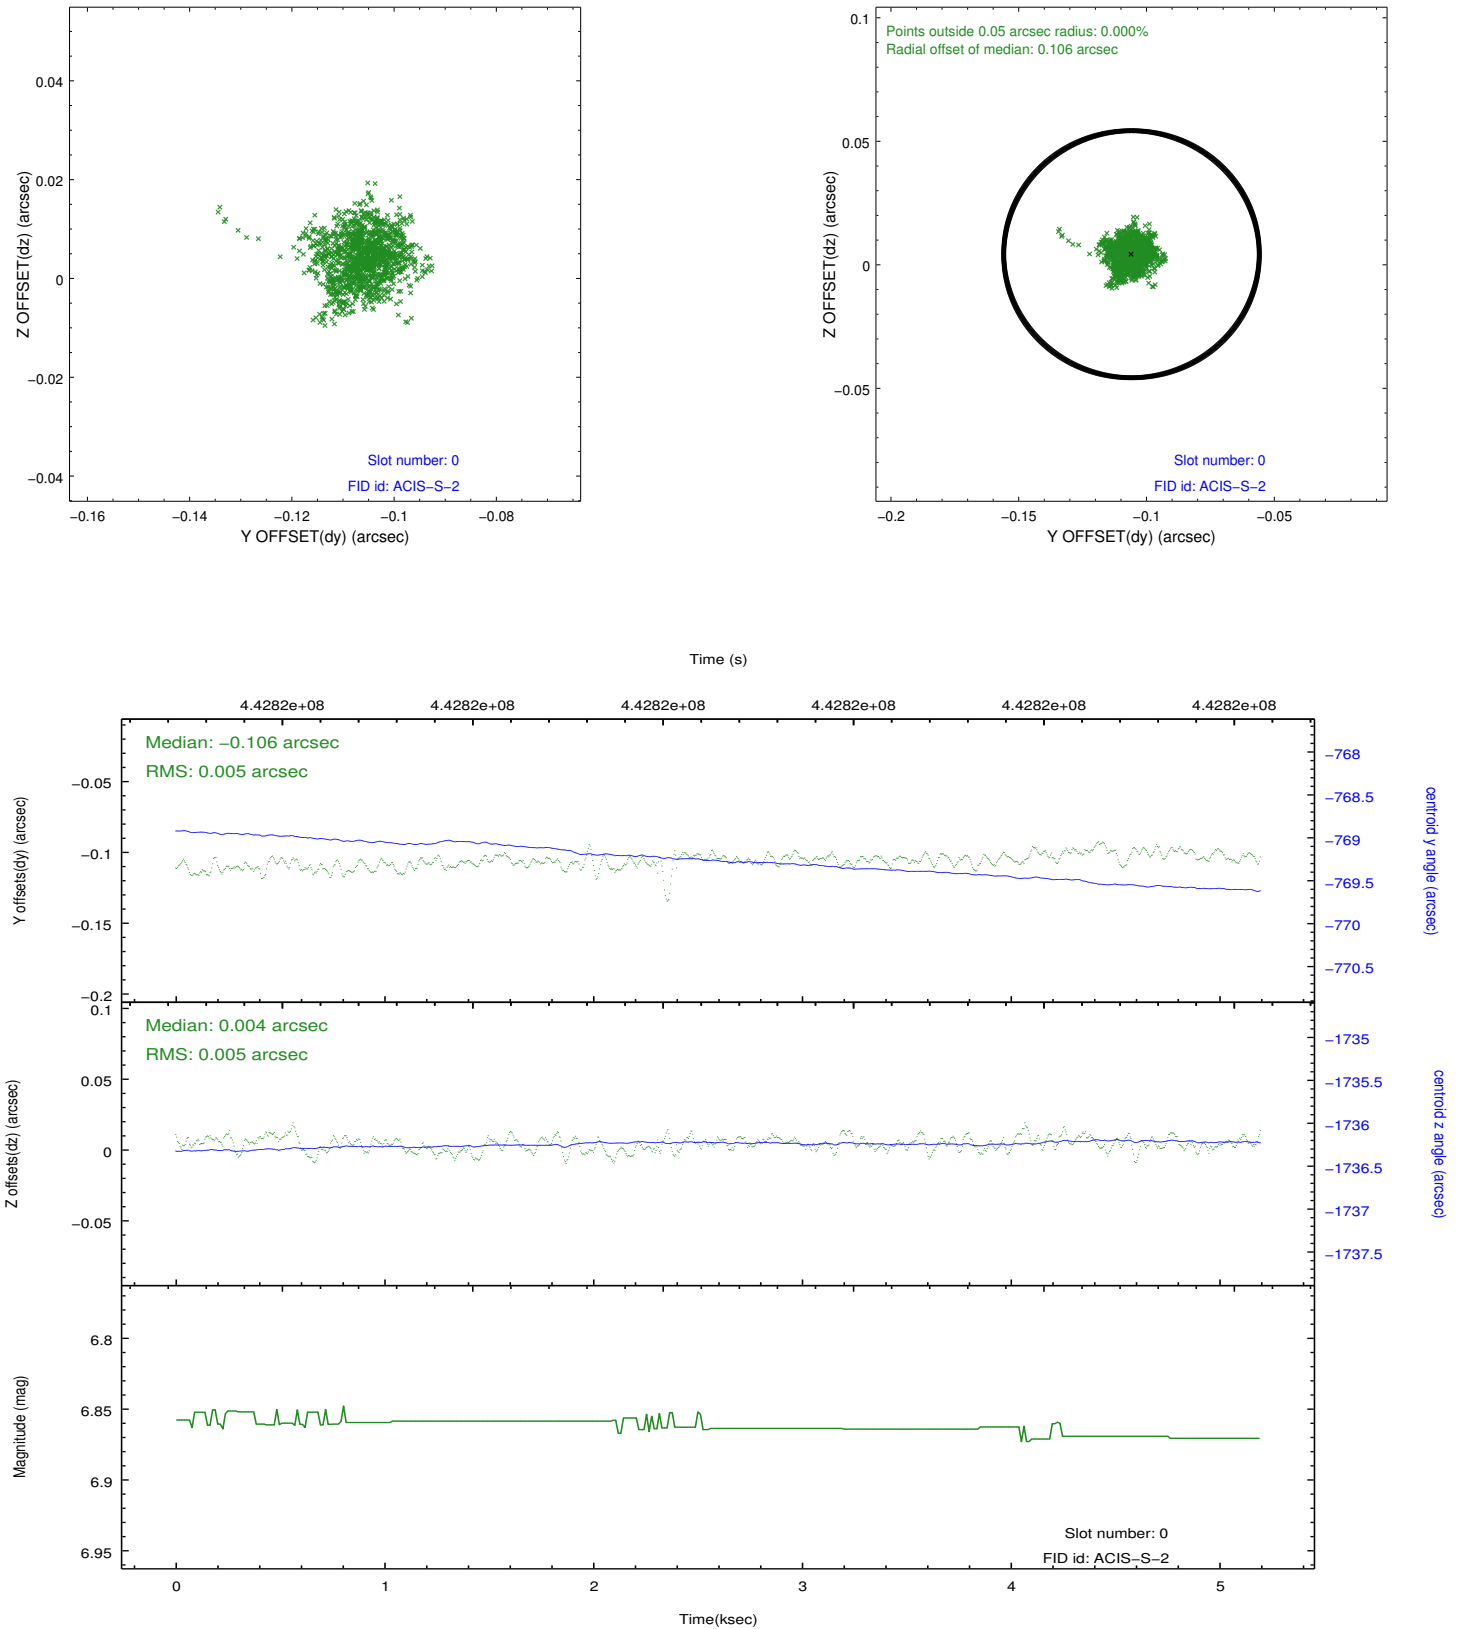 0.04
0.02
0
−0.02
−0.04
Z OFFSET(dz) (arcsec)
Slot number: 0
FID id: ACIS−S−2
−0.16 −0.14 −0.12 −0.1 −0.08
Y OFFSET(dy) (arcsec)
0.1
0.05
0
−0.05
Z OFFSET(dz) (arcsec)
Points outside 0.05 arcsec radius: 0.000%
Radial offset of median: 0.106 arcsec
Slot number: 0
FID id: ACIS−S−2
−0.2 −0.15 −0.1 −0.05
Y OFFSET(dy) (arcsec)
Time (s)
4.4282e+08 4.4282e+08 4.4282e+08 4.4282e+08 4.4282e+08 4.4282e+08
Median: −0.106 arcsec
RMS: 0.005 arcsec
−0.05
−0.1
−0.15
−0.2
Y offsets(dy) (arcsec)
−768
−768.5
−769
−769.5
−770
−770.5
centroid y angle (arcsec)
Median: 0.004 arcsec
RMS: 0.005 arcsec
0.1
0.05
0
−0.05
Z offsets(dz) (arcsec)
−1735
−1735.5
−1736
−1736.5
−1737
−1737.5
centroid z angle (arcsec)
6.8
6.85
6.9
6.95
Magnitude (mag)
Slot number: 0
FID id: ACIS−S−2
0 1 2 3 4 5
Time(ksec)